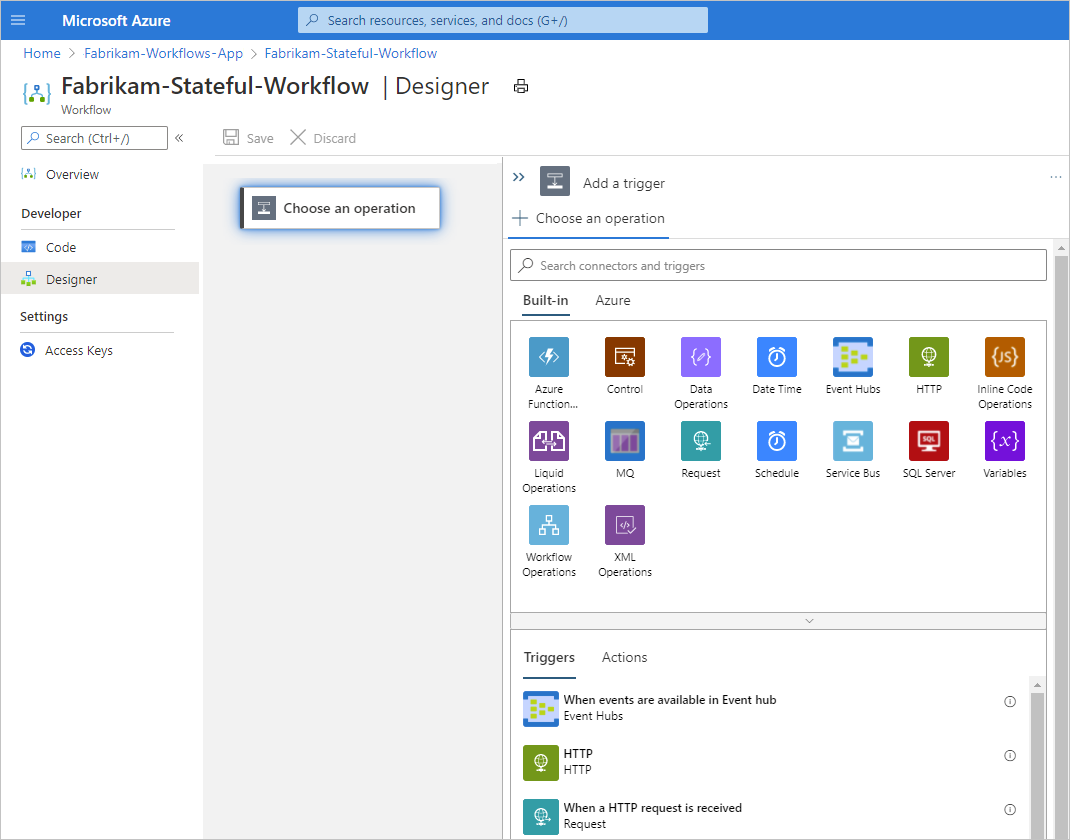 Microsoft Azure
Search resources, services, and docs (G+/)
Home > Fabrikam-Workflows-App > Fabrikam-Stateful-Workflow
Fabrikam-Stateful-Workflow | Designer
Workflow
Search (Ctrl+/)
«
Save
Discard
Overview
Developer
Code
Designer
Settings
Access Keys
Choose an operation
Add a trigger
...
Choose an operation
Search connectors and triggers
Built-in
Azure
Azure
Function...
Control
Data
Operations
Date Time
Event Hubs
HTTP
{JS}
Inline Code
Operations
Liquid
Operations
MQ
Request
Schedule
Service Bus
SQL
SQL Server
{x}
Variables
Workflow
Operations
XML
Operations
Triggers
Actions
When events are available in Event hub
Event Hubs
HTTP
HTTP
When a HTTP request is received
Request